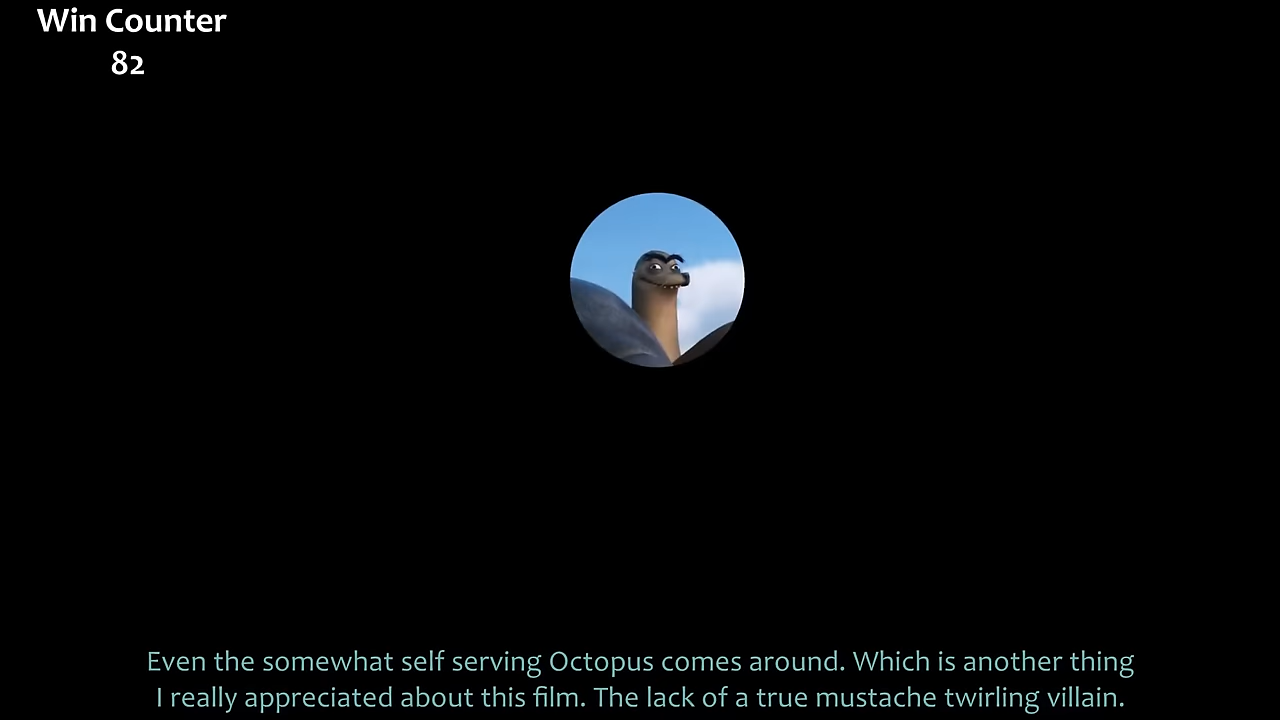 Win Counter
82
Even the somewhat self serving Octopus comes around. Which is another thing
I really appreciated about this film. The lack of a true mustache twirling villain.